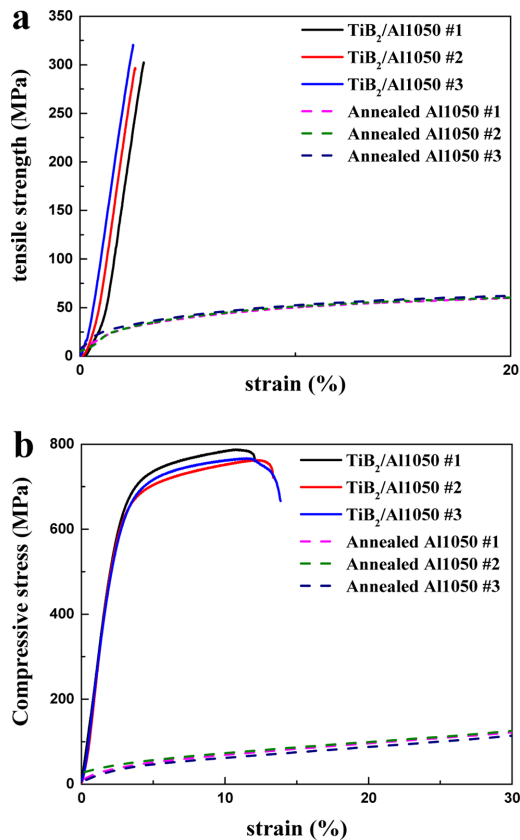 a
350
300
250
200
150
100
50
0
tensile strength (MPa)
TiB₂/Al1050 #1
TiB₂/Al1050 #2
TiB₂/Al1050 #3
Annealed Al1050 #1
Annealed Al1050 #2
Annealed Al1050 #3
0 20
strain (%)
b
800
600
400
200
0
Compressive stress (MPa)
TiB₂/Al1050 #1
TiB₂/Al1050 #2
TiB₂/Al1050 #3
Annealed Al1050 #1
Annealed Al1050 #2
Annealed Al1050 #3
0 10 20 30
strain (%)